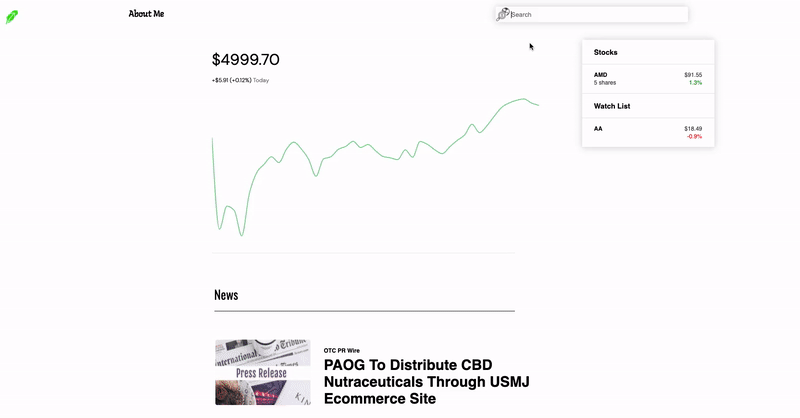 About Me
Search
$4999.70
+$5.91 (+0.12%) Today
Stocks
AMD $91.55
5 shares 1.3%
Watch List
AA $18.49
-0.9%
News
International
Press Release
OTC PR Wire
PAOG To Distribute CBD
Nutraceuticals Through USMJ
Ecommerce Site